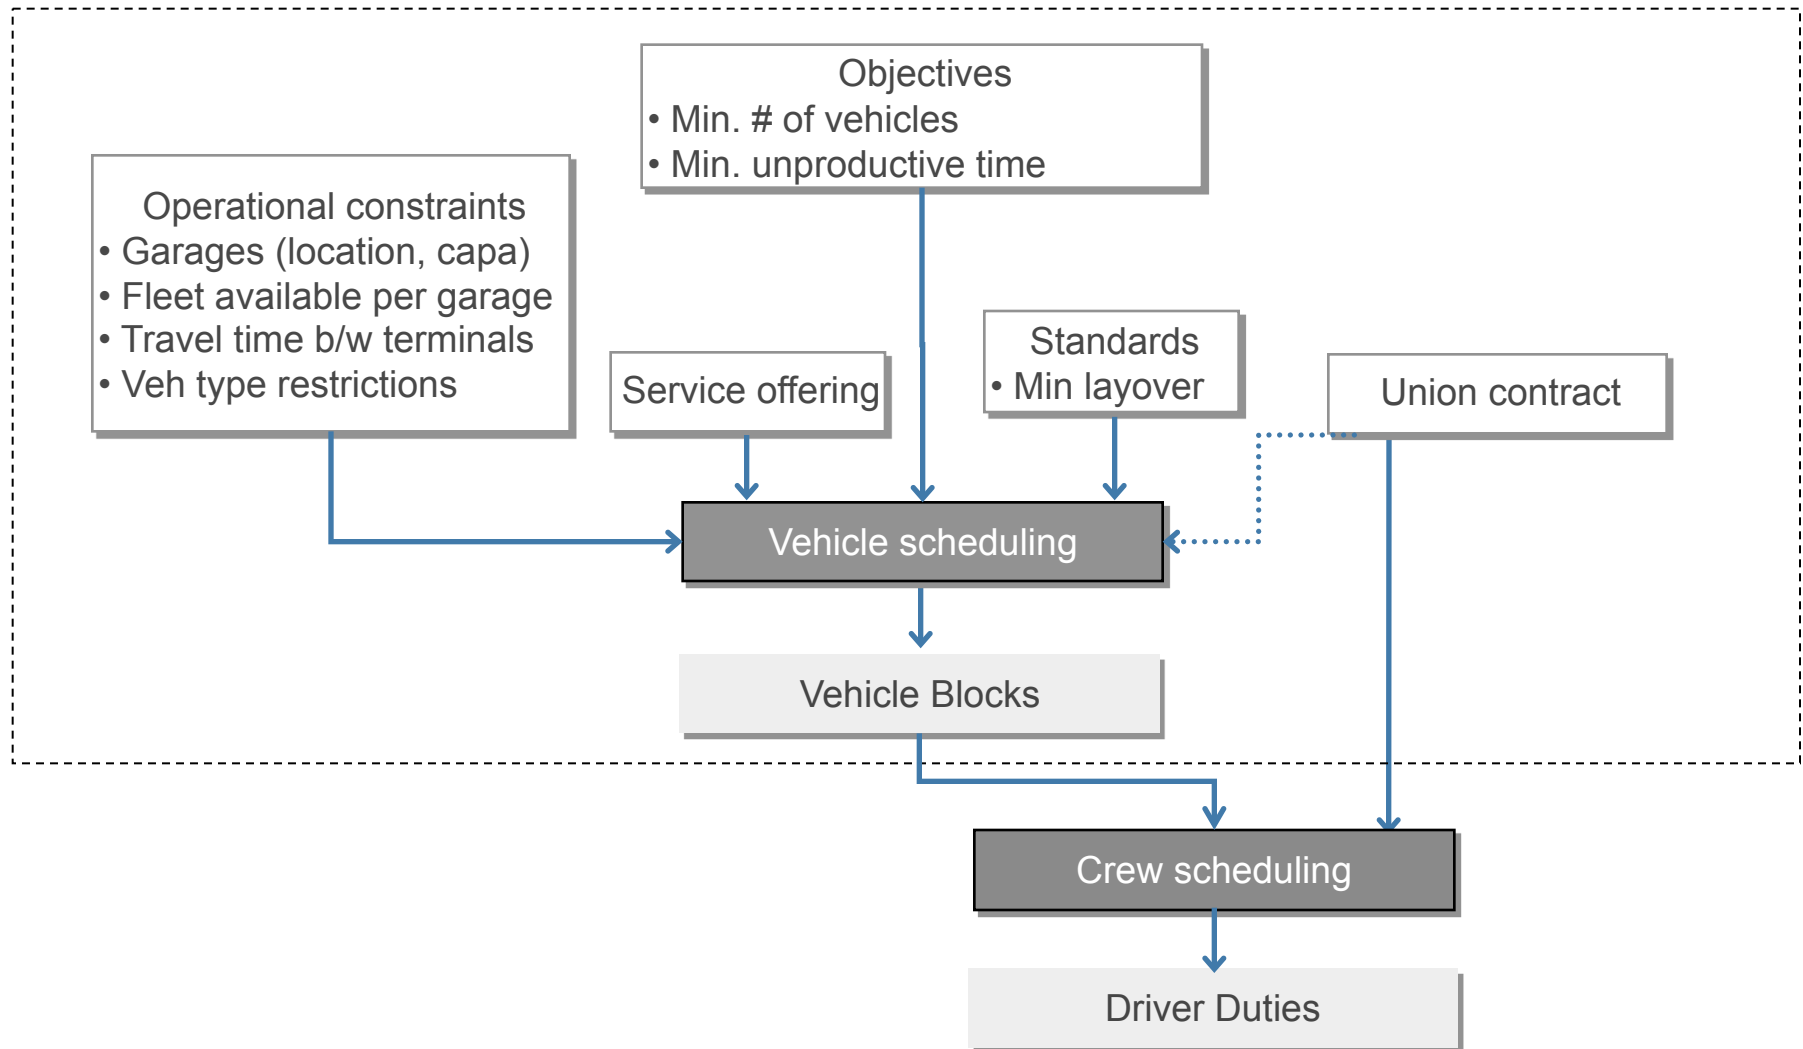 Objectives
• Min. # of vehicles
• Min. unproductive time
Operational constraints
• Garages (location, capa)
• Fleet available per garage
• Travel time b/w terminals
• Veh type restrictions
Service offering
Standards
• Min layover
Union contract
Vehicle scheduling
Vehicle Blocks
Crew scheduling
Driver Duties